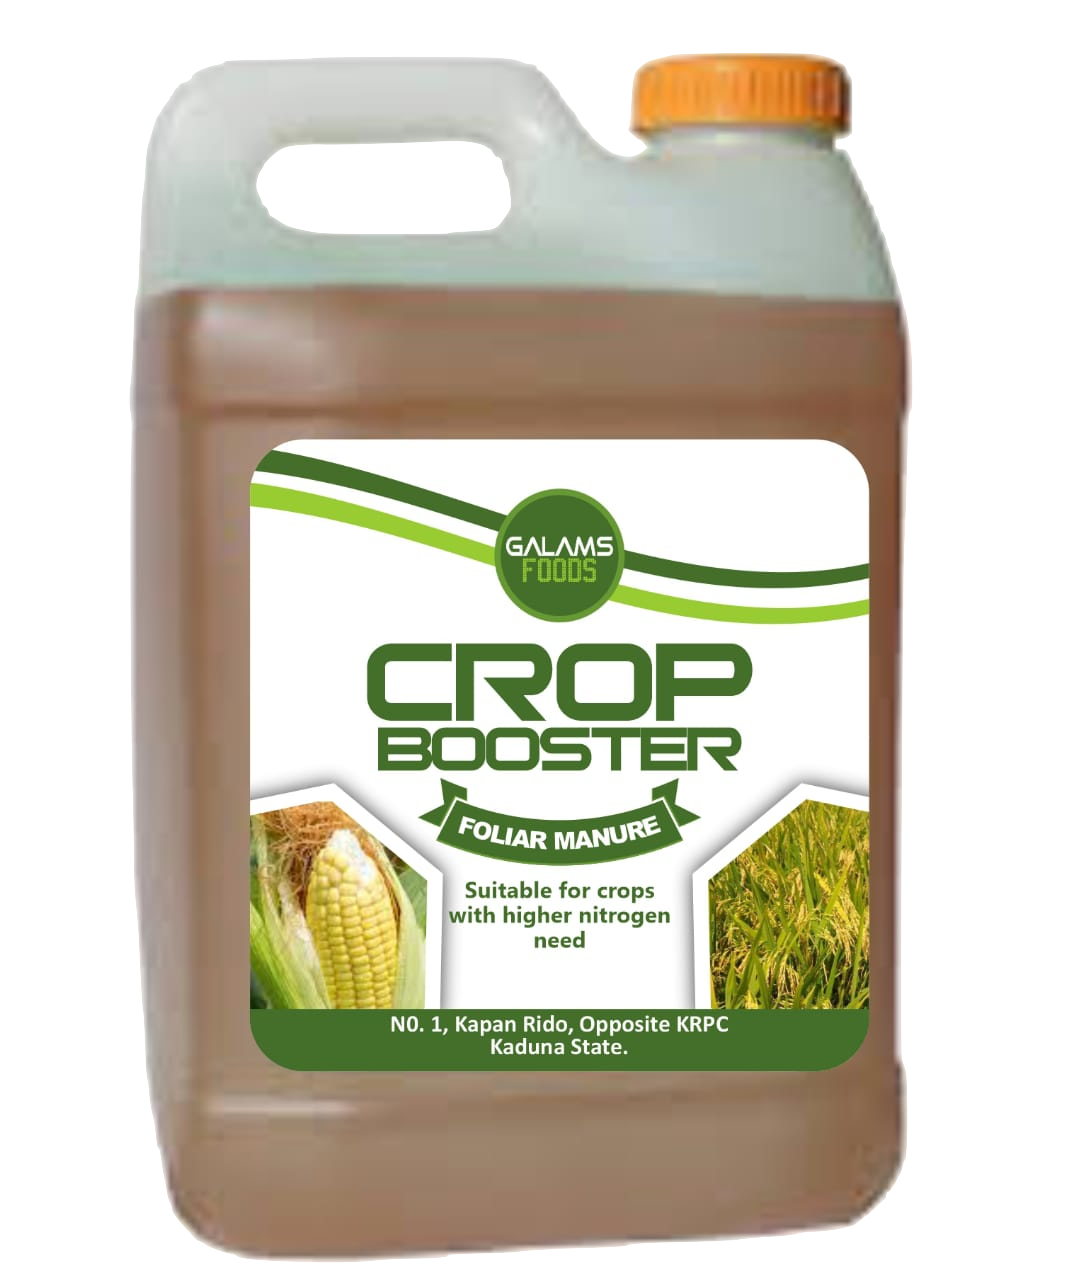 GALAMS
FOODS
CROP
BOOSTER
FOLIAR MANURE
Suitable for crops
with higher nitrogen
need
N0. 1, Kapan Rido, Opposite KRPC
Kaduna State.